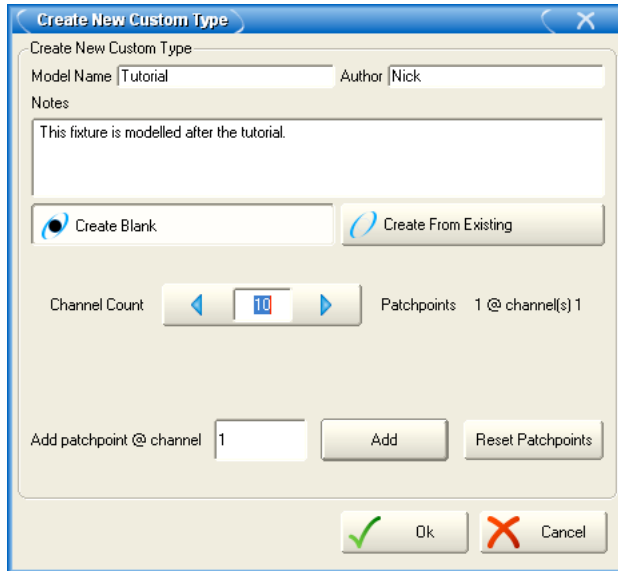 Create New Custom Type
Create New Custom Type
Model Name Tutorial Author Nick
Notes
This fixture is modelled after the tutorial.
Create Blank Create From Existing
Channel Count 10 Patchpoints 1 @ channel(s) 1
Add patchpoint @ channel 1 Add Reset Patchpoints
Ok Cancel